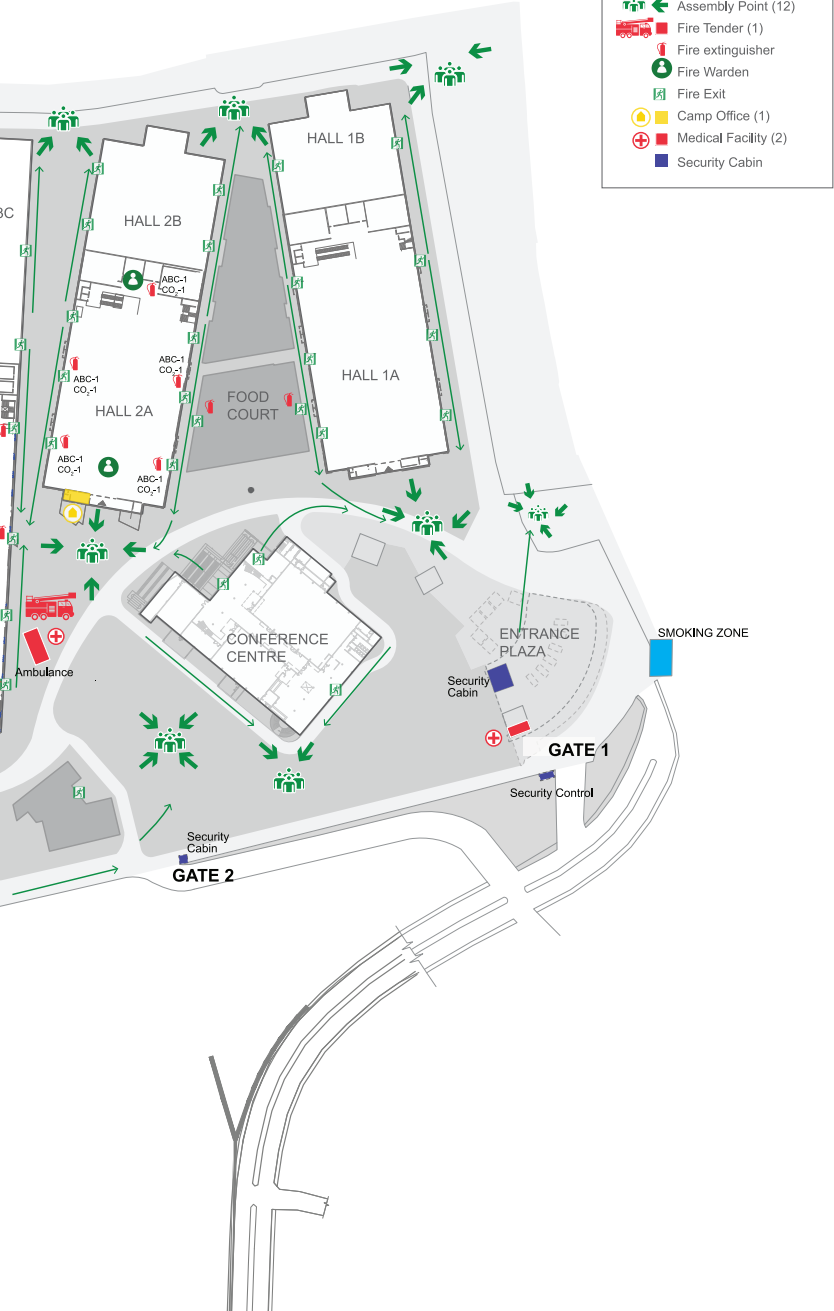 Assembly Point (12)
Fire Tender (1)
Fire extinguisher
Fire Warden
Fire Exit
Camp Office (1)
Medical Facility (2)
Security Cabin
HALL 1B
3C
HALL 2B
ABC-1
CO₂-1
ABC-1
CO₂-1
ABC-1
CO₂-1
HALL 1A
HALL 2A
FOOD
COURT
ABC-1
CO₂-1
ABC-1
CO₂-1
CONFERENCE
CENTRE
ENTRANCE
PLAZA
SMOKING ZONE
Ambulance
Security
Cabin
GATE 1
Security Control
Security
Cabin
GATE 2